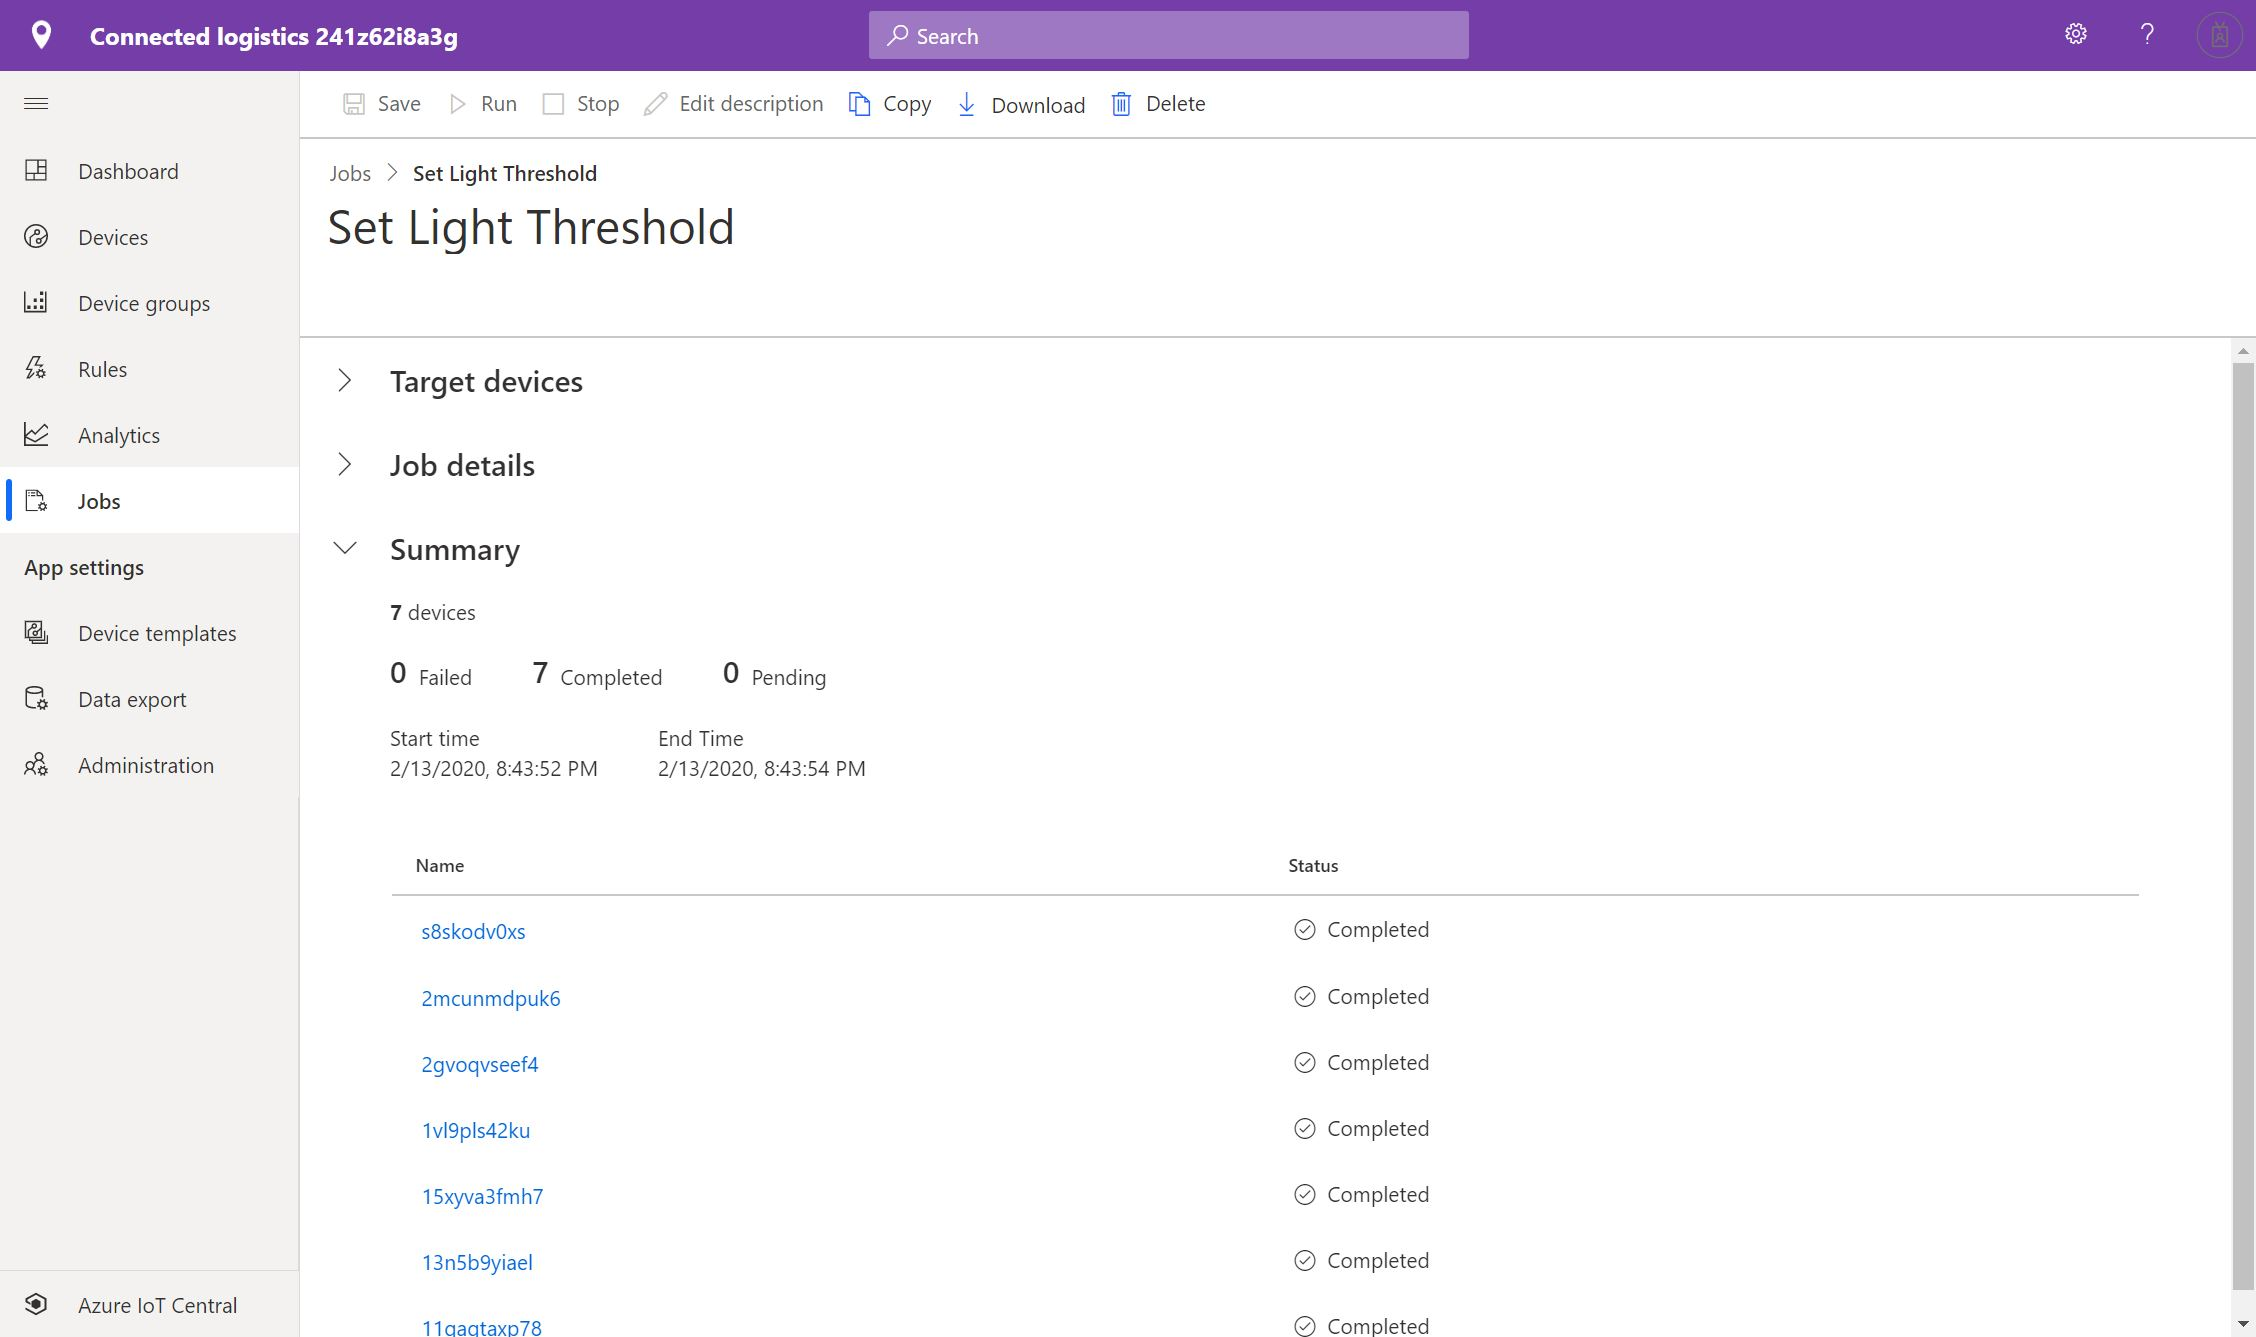 Connected logistics 241z62i8a3g
Search
?
Save
Run
Stop
Edit description
Copy
Download
Delete
Dashboard
Devices
Device groups
Rules
Analytics
Jobs
App settings
Device templates
Data export
Administration
Azure IoT Central
Jobs > Set Light Threshold
Set Light Threshold
Target devices
Job details
Summary
7 devices
0 Failed 7 Completed 0 Pending
Start time End Time
2/13/2020, 8:43:52 PM 2/13/2020, 8:43:54 PM
Name Status
s8skodv0xs Completed
2mcunmdpuk6 Completed
2gvoqvseef4 Completed
1vl9pls42ku Completed
15xyva3fmh7 Completed
13n5b9yiael Completed
Completed